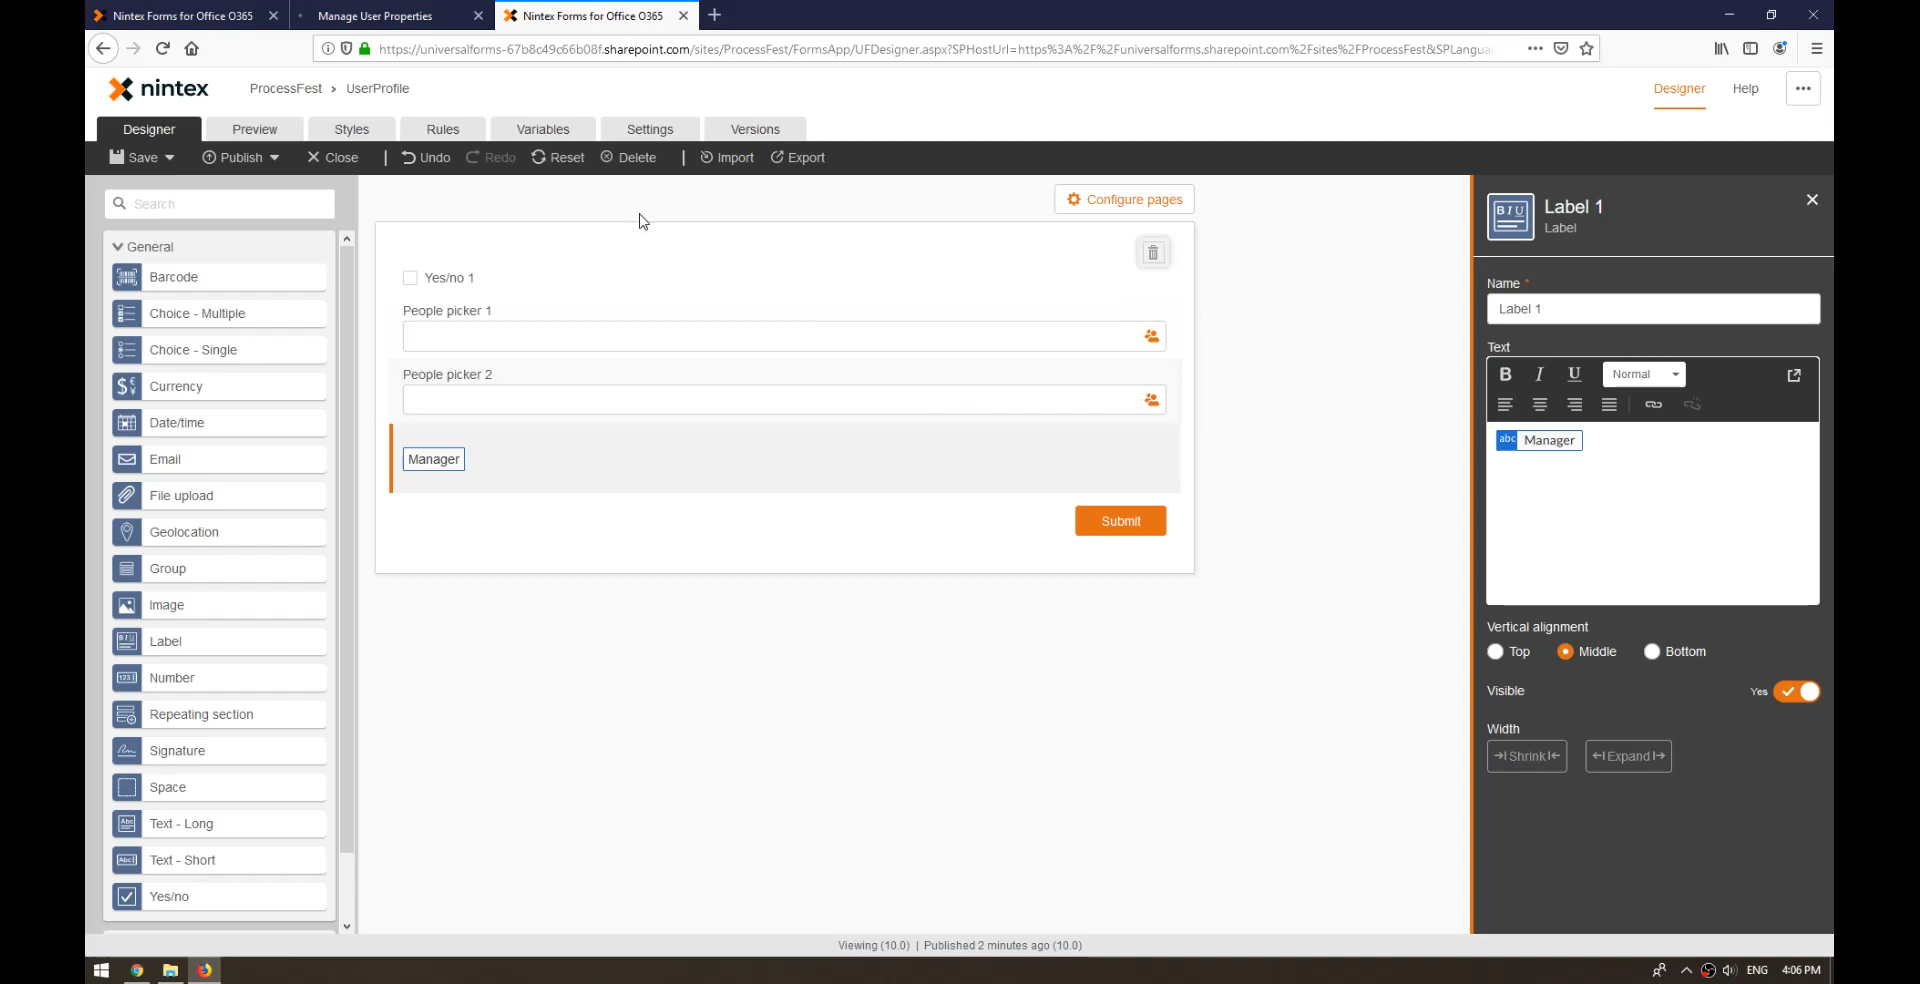 Nintex Forms for Office O365
Manage User Properties
Nintex Forms for Office O365
https://universalforms-67b8c49c66b08f.sharepoint.com/sites/ProcessFest/FormsApp/UFDesigner.aspx?SPHostUrl=https%3A%2F%2Funiversalforms.sharepoint.com%2Fsites%2FProcessFest&SPLangua
nintex
ProcessFest > UserProfile
Designer
Help
Designer
Preview
Styles
Rules
Variables
Settings
Versions
Save
Publish
Close
Undo
Redo
Reset
Delete
Import
Export
Search
General
Barcode
Choice - Multiple
Choice - Single
Currency
Date/time
Email
File upload
Geolocation
Group
Image
Label
Number
Repeating section
Signature
Space
Text - Long
Text - Short
Yes/no
Configure pages
Yes/no 1
People picker 1
People picker 2
Manager
Submit
BIU
Label 1
Label
Name *
Label 1
Text
B I U Normal
abc Manager
Vertical alignment
Top
Middle
Bottom
Visible
Yes
Width
Shrink
Expand
Viewing (10.0) | Published 2 minutes ago (10.0)
ENG
4:06 PM